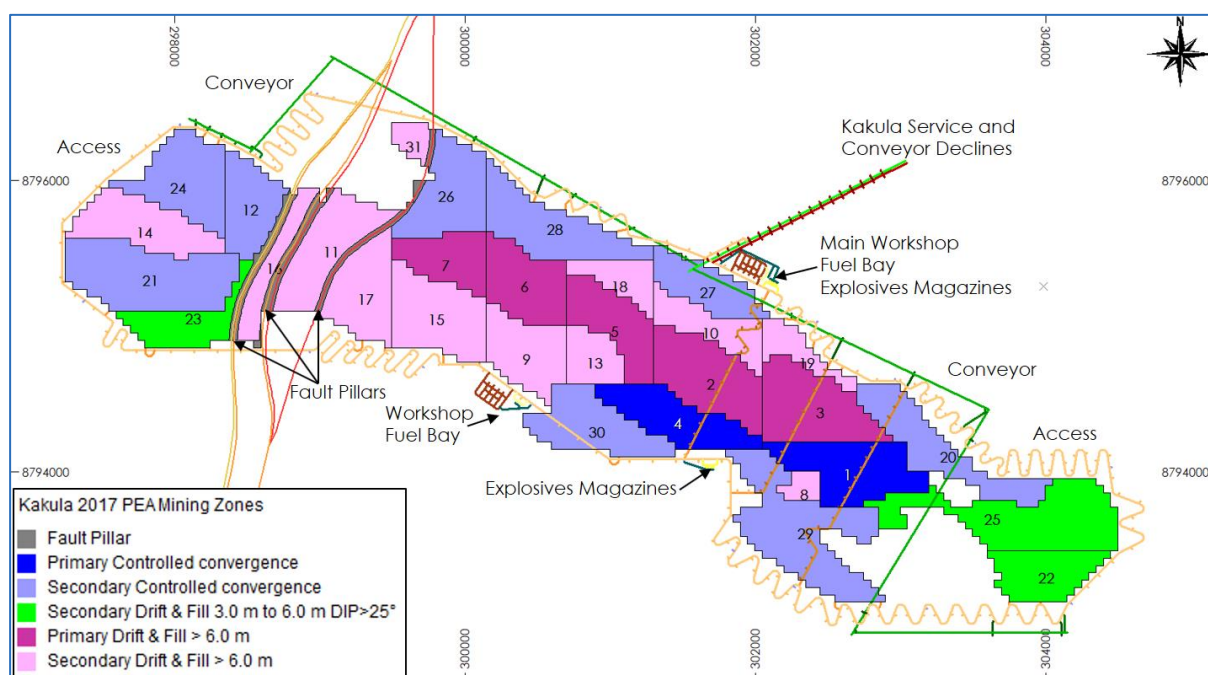 298000
300000
302000
304000
N
Conveyor
Kakula Service and
Conveyor Declines
Access
31
8796000
8796000
24
12
26
14
28
Main Workshop
Fuel Bay
Explosives Magazines
11
7
16
21
6
18
27
23
17
15
5
10
9
13
12
2
Conveyor
Fault Pillars
3
Workshop
Fuel Bay
4
30
Access
20
8794000
8794000
1
Explosives Magazines
8
25
29
22
Kakula 2017 PEA Mining Zones
Fault Pillar
Primary Controlled convergence
Secondary Controlled convergence
Secondary Drift & Fill 3.0 m to 6.0 m DIP>25°
Primary Drift & Fill > 6.0 m
Secondary Drift & Fill > 6.0 m
300000
302000
304000